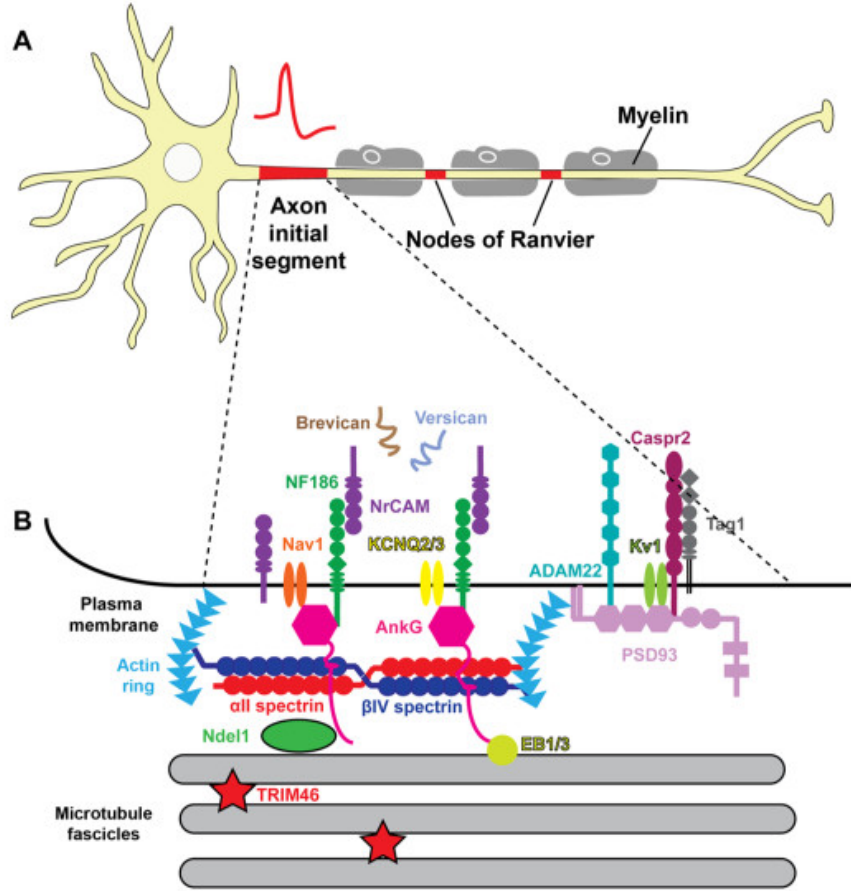 A
Myelin
Axon
initial
segment
Nodes of Ranvier
Brevican
Versican
Caspr2
NF186
NrCAM
B
Nav1
KCNQ2/3
Kv1
Tag1
ADAM22
Plasma
membrane
AnkG
PSD93
Actin
ring
αII spectrin
βIV spectrin
Ndel1
EB1/3
TRIM46
Microtubule
fascicles